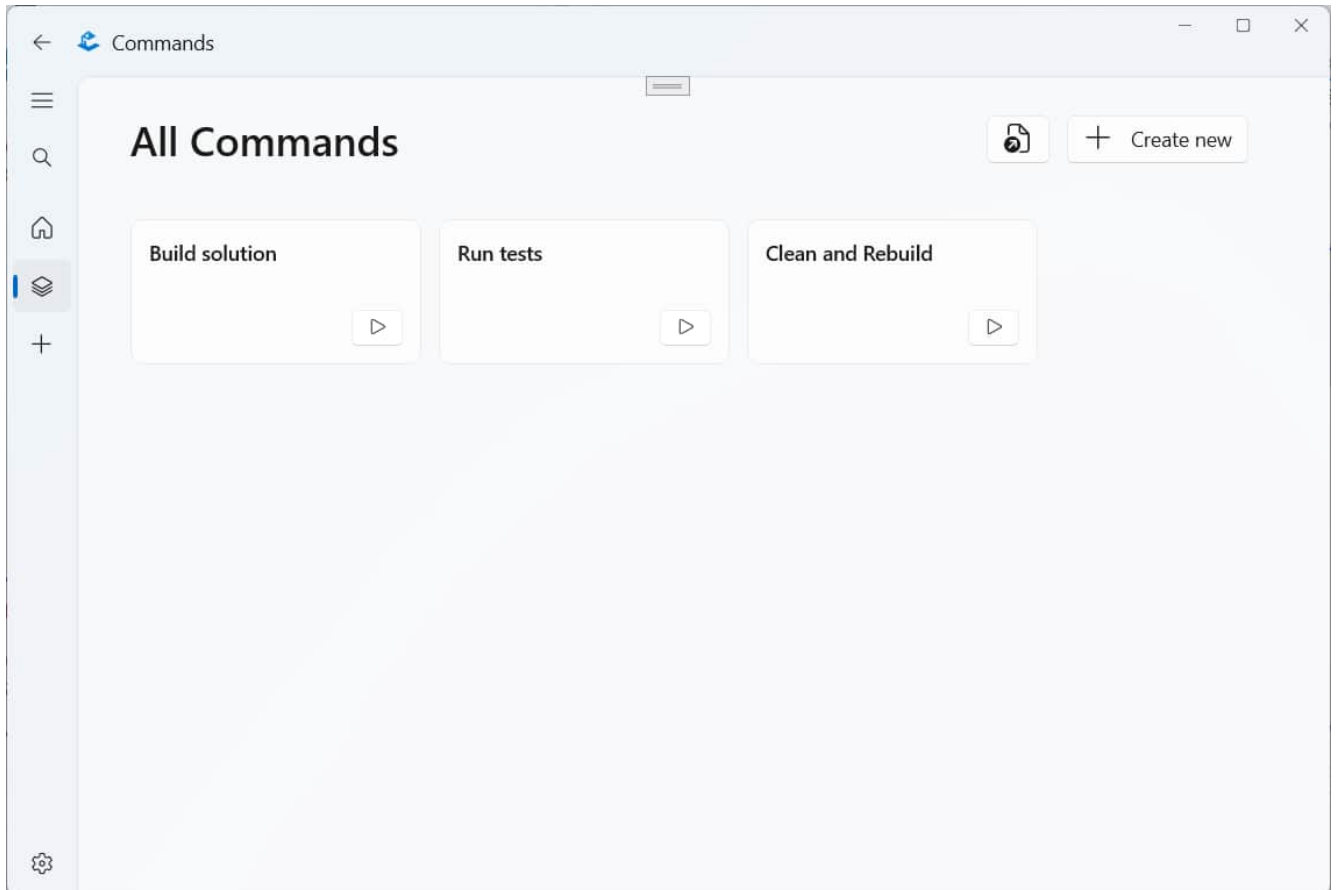 Commands
All Commands
Create new
Build solution
Run tests
Clean and Rebuild